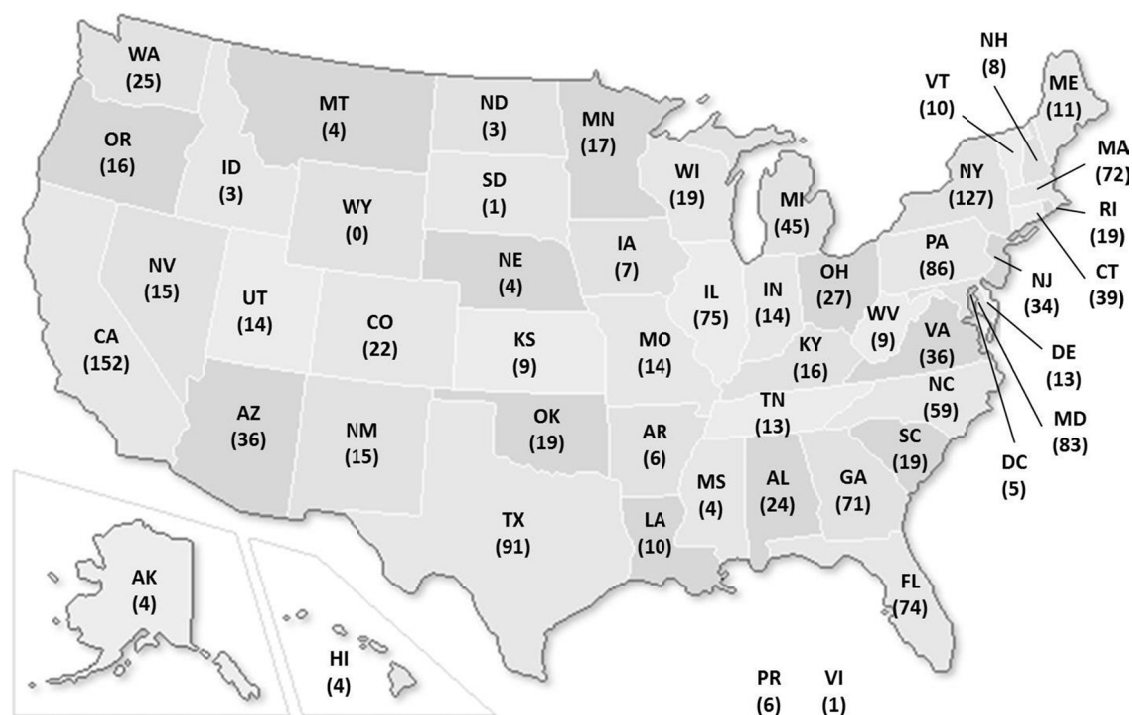 WA
(25)
OR
(16)
CA
(152)
ID
(3)
NV
(15)
MT
(4)
WY
(0)
UT
(14)
AZ
(36)
CO
(22)
NM
(15)
ND
(3)
SD
(1)
NE
(4)
KS
(9)
OK
(19)
TX
(91)
MN
(17)
IA
(7)
MO
(14)
AR
(6)
LA
(10)
WI
(19)
IL
(75)
MS
(4)
MI
(45)
IN
(14)
KY
(16)
TN
(13)
AL
(24)
OH
(27)
WV
(9)
VA
(36)
NC
(59)
SC
(19)
GA
(71)
FL
(74)
PA
(86)
NY
(127)
VT
(10)
NH
(8)
ME
(11)
MA
(72)
RI
(19)
CT
(39)
NJ
(34)
DE
(13)
MD
(83)
DC
(5)
AK
(4)
HI
(4)
PR
(6)
VI
(1)